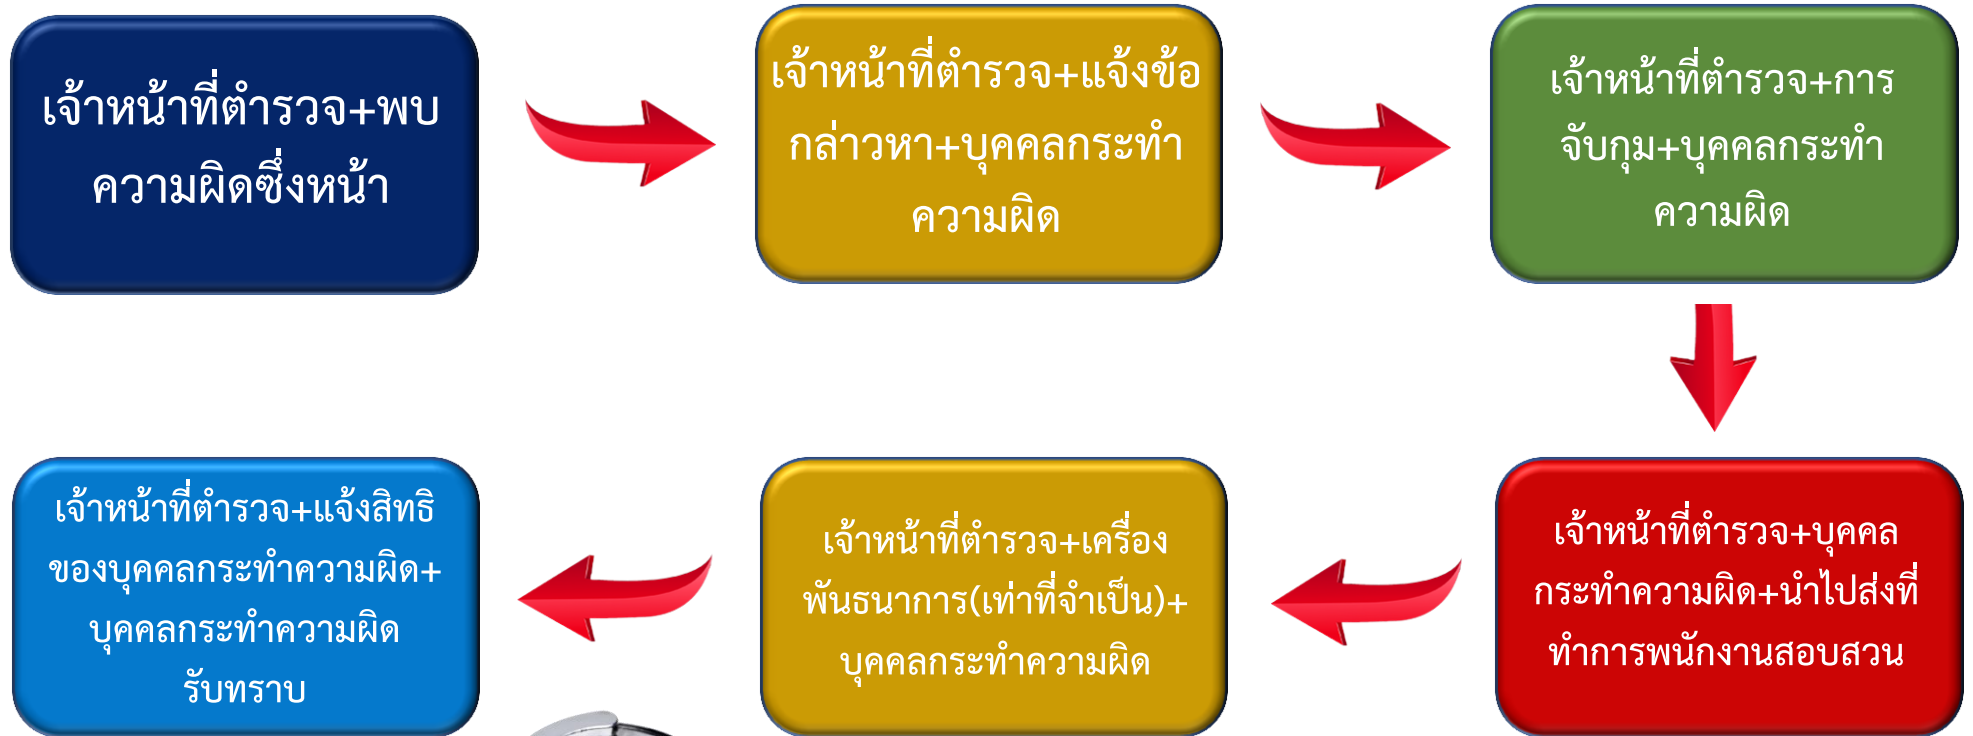 เจ้าหน้าที่ตำรวจ+พบ
ความผิดซึ่งหน้า
เจ้าหน้าที่ตำรวจ+แจ้งข้อ
กล่าวหา+บุคคลกระทำ
ความผิด
เจ้าหน้าที่ตำรวจ+การ
จับกุม+บุคคลกระทำ
ความผิด
เจ้าหน้าที่ตำรวจ+บุคคล
กระทำความผิด+นำไปส่งที่
ทำการพนักงานสอบสวน
เจ้าหน้าที่ตำรวจ+เครื่อง
พันธนาการ(เท่าที่จำเป็น)+
บุคคลกระทำความผิด
เจ้าหน้าที่ตำรวจ+แจ้งสิทธิ
ของบุคคลกระทำความผิด+
บุคคลกระทำความผิด
รับทราบ